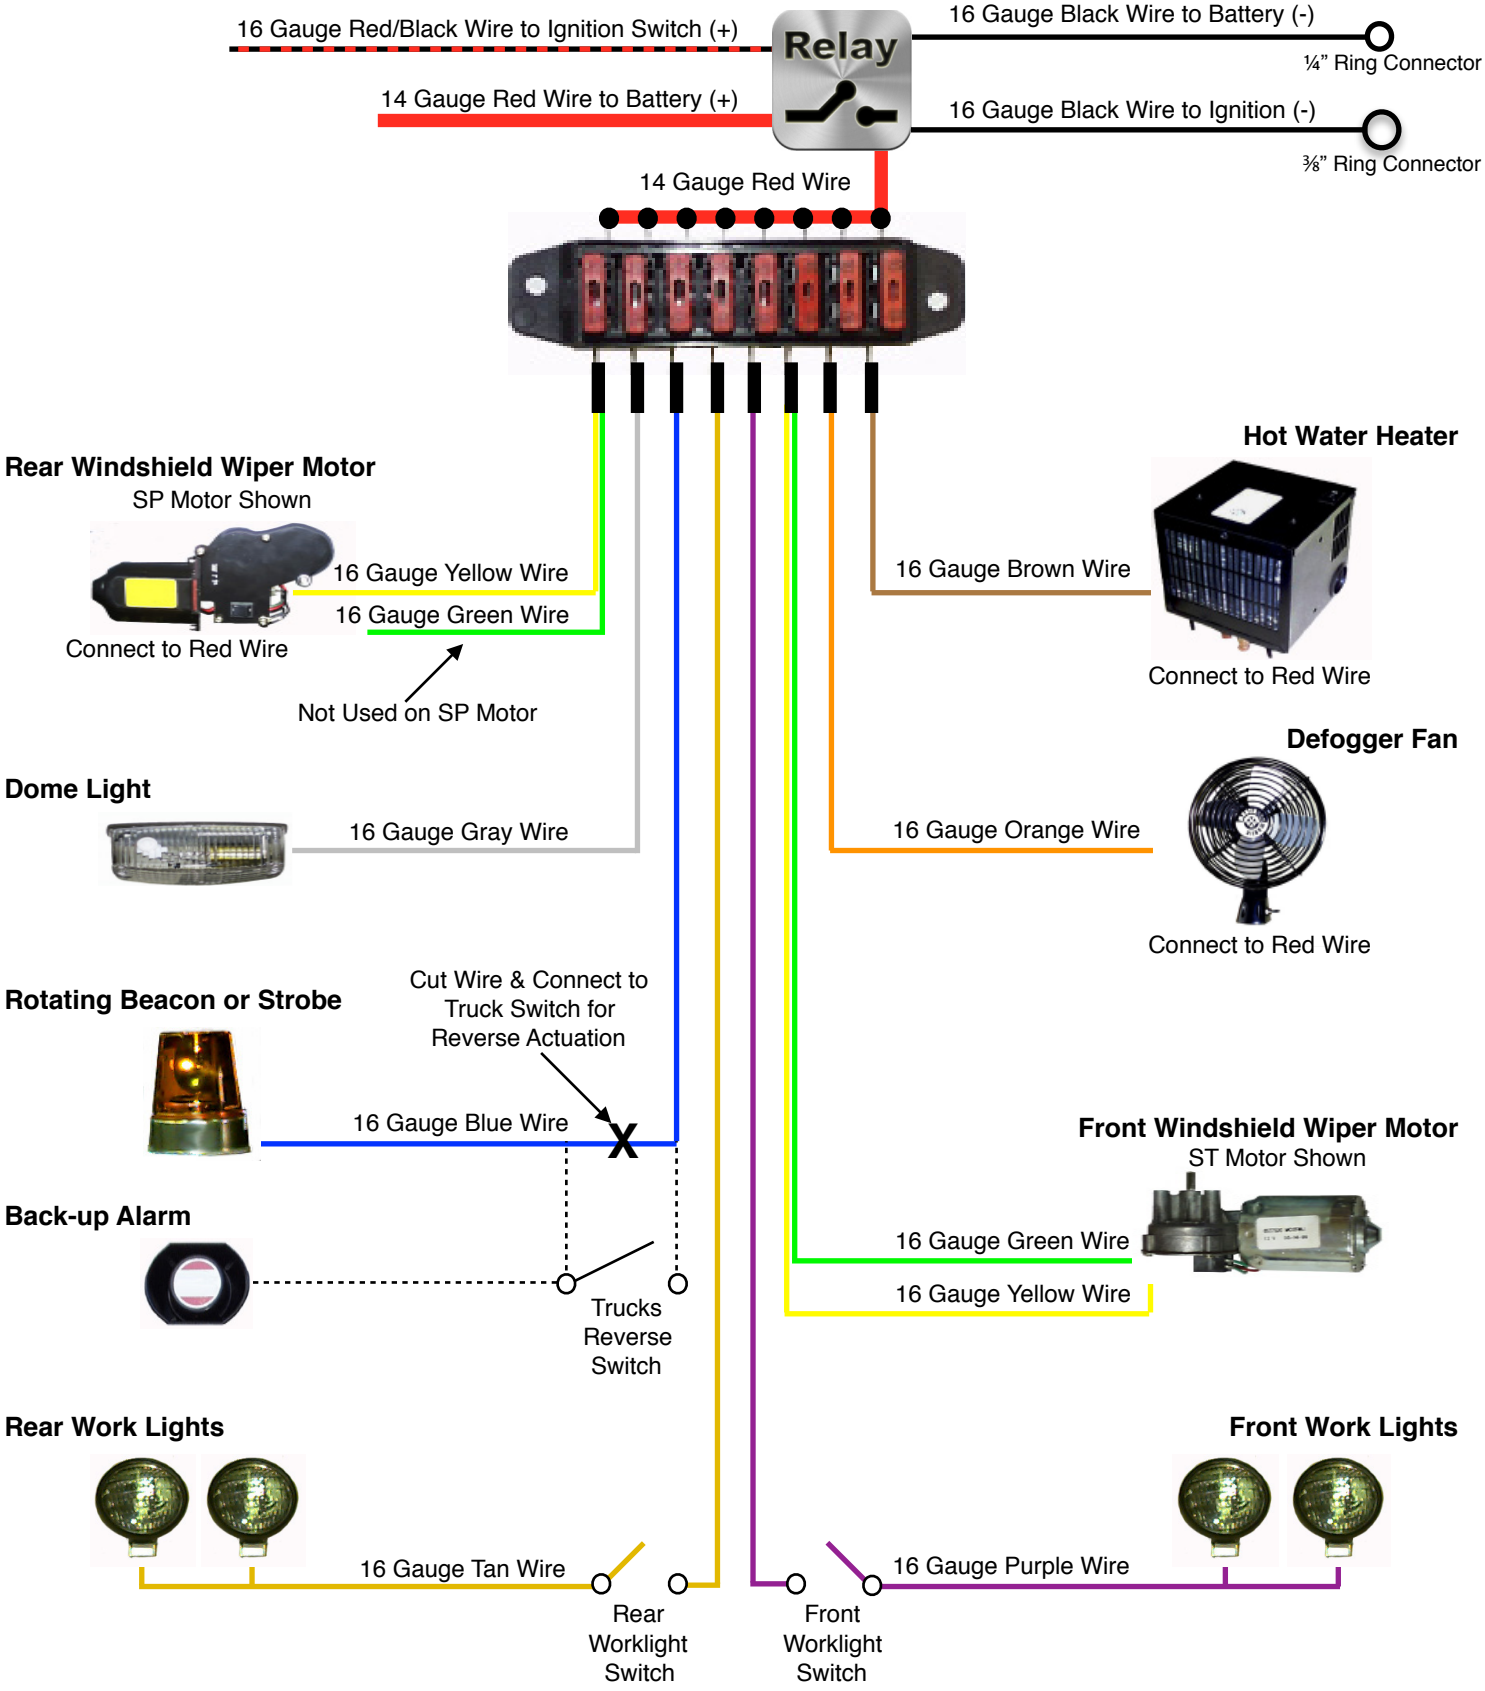 16 Gauge Red/Black Wire to Ignition Switch (+)
Relay
16 Gauge Black Wire to Battery (-)
¼” Ring Connector
14 Gauge Red Wire to Battery (+)
16 Gauge Black Wire to Ignition (-)
⅜” Ring Connector
14 Gauge Red Wire
Hot Water Heater
Rear Windshield Wiper Motor
SP Motor Shown
16 Gauge Yellow Wire
16 Gauge Green Wire
Connect to Red Wire
Not Used on SP Motor
16 Gauge Brown Wire
Connect to Red Wire
Defogger Fan
Dome Light
16 Gauge Gray Wire
16 Gauge Orange Wire
Connect to Red Wire
Cut Wire & Connect to
Truck Switch for
Reverse Actuation
Rotating Beacon or Strobe
16 Gauge Blue Wire
X
Front Windshield Wiper Motor
ST Motor Shown
Back-up Alarm
16 Gauge Green Wire
16 Gauge Yellow Wire
Trucks
Reverse
Switch
Rear Work Lights
Front Work Lights
16 Gauge Tan Wire
16 Gauge Purple Wire
Rear
Worklight
Switch
Front
Worklight
Switch